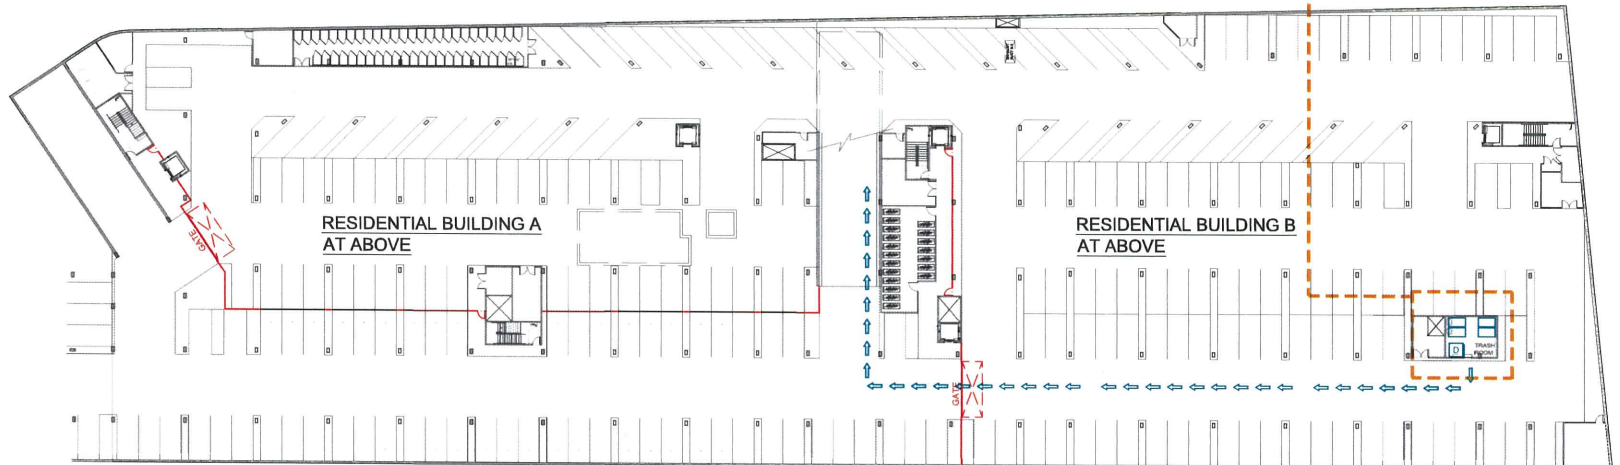 RESIDENTIAL BUILDING A
AT ABOVE
RESIDENTIAL BUILDING B
AT ABOVE
GATE
GATE
D
TRASH
ROOM